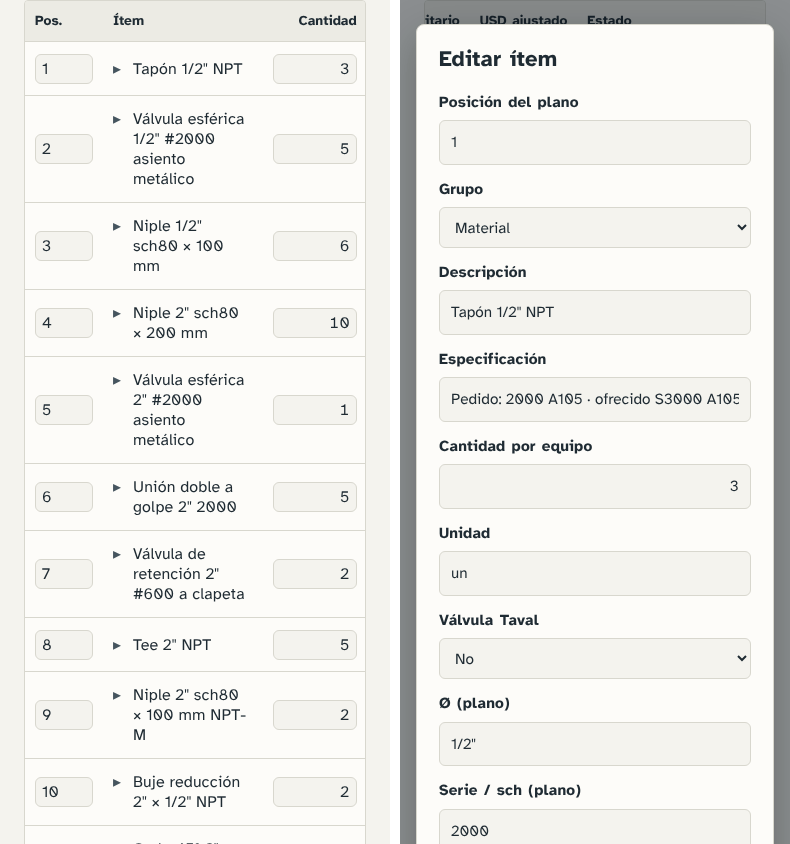 Pos. Ítem Cantidad
1 ▸ Tapón 1/2" NPT 3
2 ▸ Válvula esférica
1/2" #2000
asiento
metálico 5
3 ▸ Niple 1/2"
sch80 × 100
mm 6
4 ▸ Niple 2" sch80
× 200 mm 10
5 ▸ Válvula esférica
2" #2000
asiento
metálico 1
6 ▸ Unión doble a
golpe 2" 2000 5
7 ▸ Válvula de
retención 2"
#600 a clapeta 2
8 ▸ Tee 2" NPT 5
9 ▸ Niple 2" sch80
× 100 mm NPT-
M 2
10 ▸ Buje reducción
2" × 1/2" NPT 2
itario USD ajustado Estado
Editar ítem
Posición del plano
1
Grupo
Material
Descripción
Tapón 1/2" NPT
Especificación
Pedido: 2000 A105 · ofrecido S3000 A105
Cantidad por equipo
3
Unidad
un
Válvula Taval
No
Ø (plano)
1/2"
Serie / sch (plano)
2000